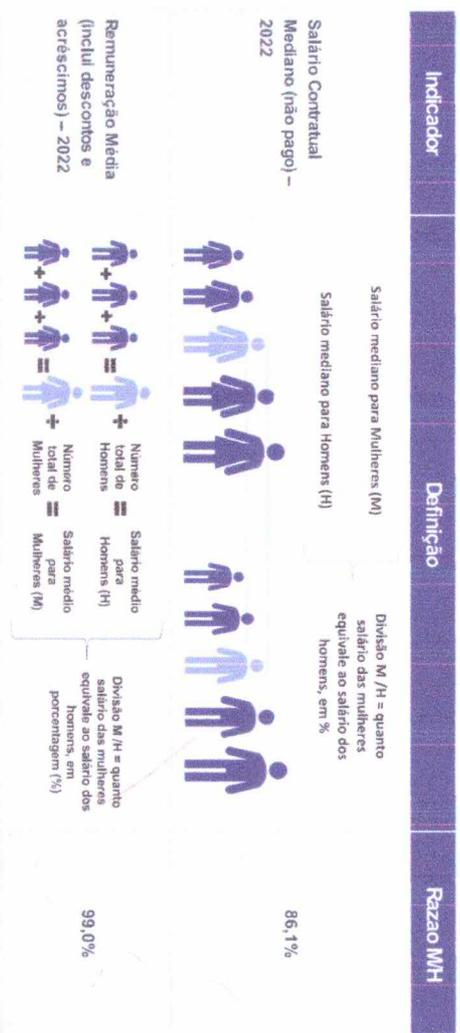 Indicador
Definição
Razao M/H
Salário Contratual
Mediano (não pago) –
2022
Salário mediano para Mulheres (M)
Salário mediano para Homens (H)
Divisão M /H = quanto
salário das mulheres
equivale ao salário dos
homens, em %
86,1%
Remuneração Média
(inclui descontos e
acréscimos) – 2022
+ + = ÷
Número
total de
Homens
=
Salário médio
para
Homens (H)
+ + = ÷
Número
total de
Mulheres
=
Salário médio
para
Mulheres (M)
Divisão M /H = quanto
salário das mulheres
equivale ao salário dos
homens, em
porcentagem (%)
99,0%